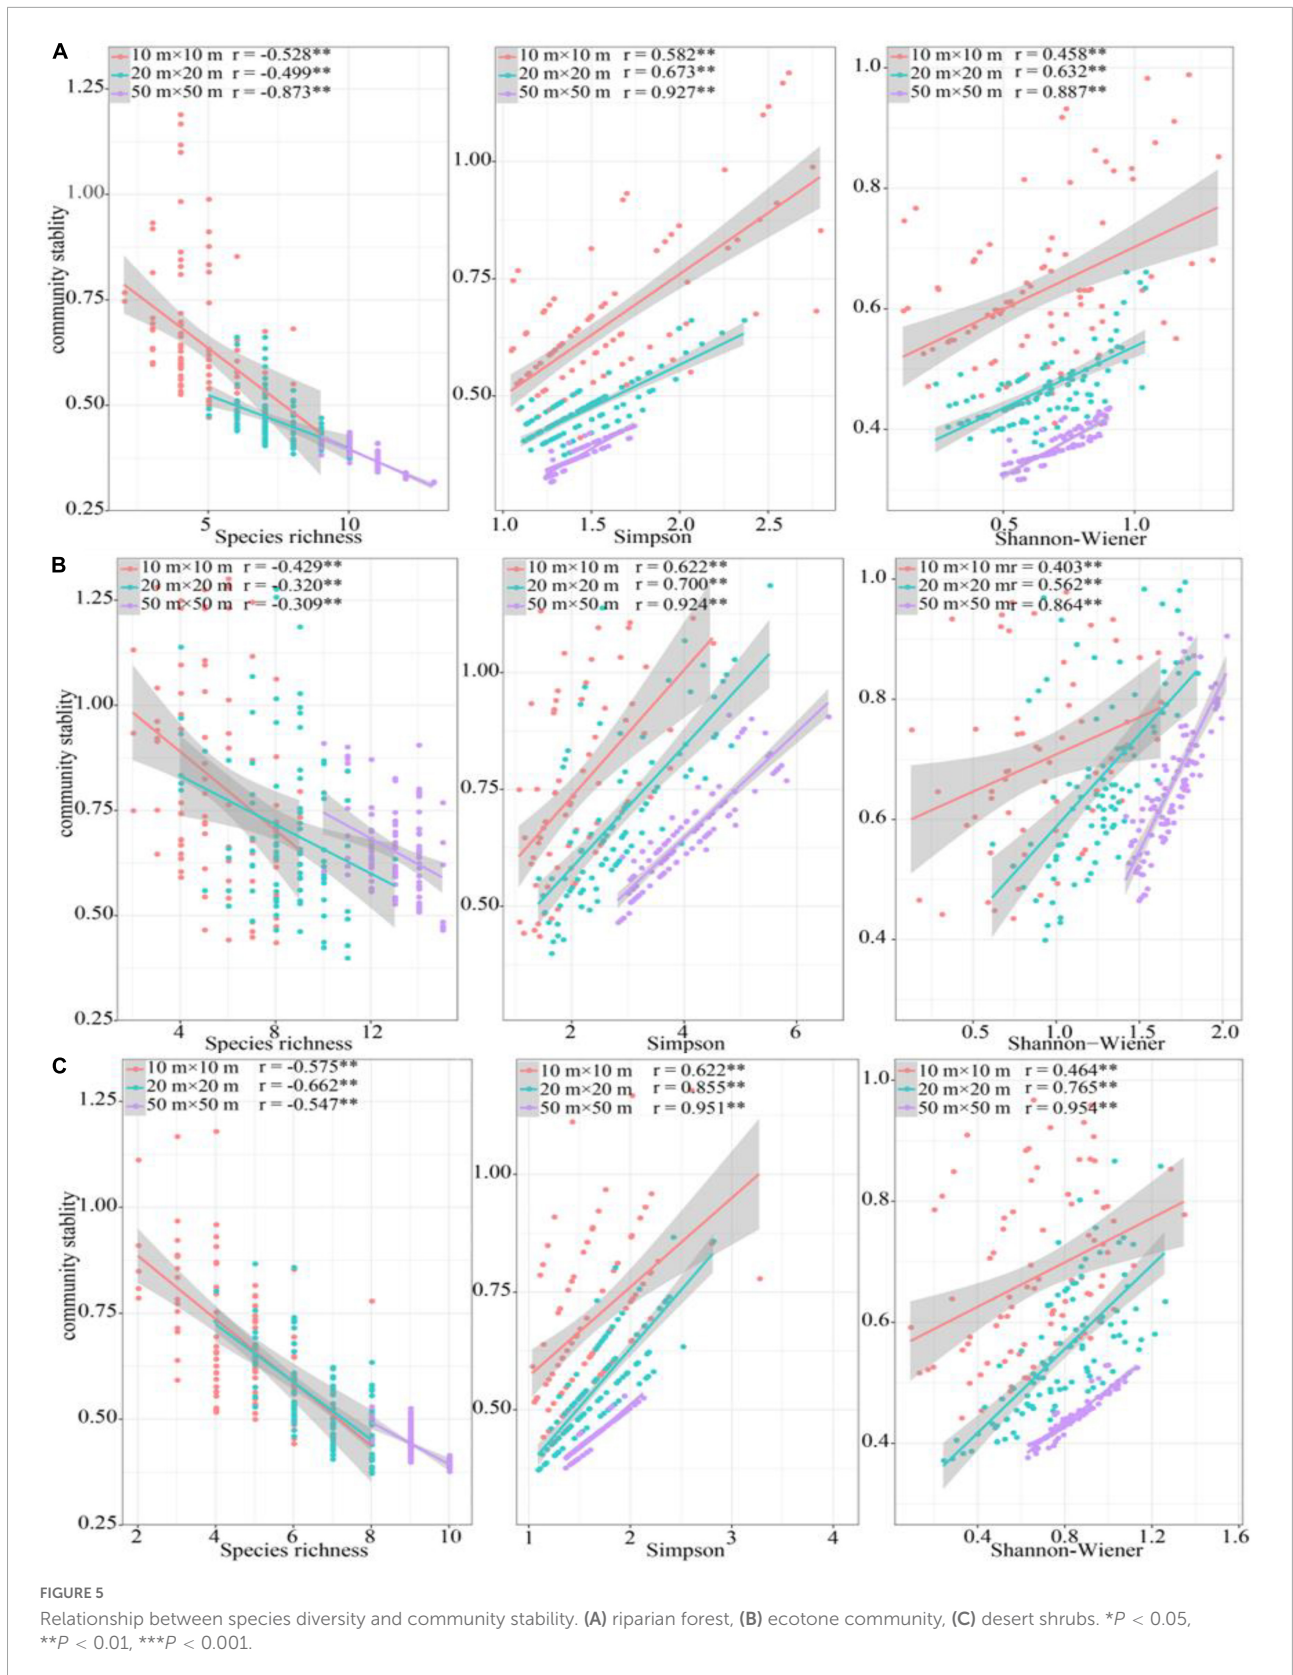 A
10 m×10 m r = -0.528**
20 m×20 m r = -0.499**
50 m×50 m r = -0.873**
community stablity
1.25
1.00
0.75
0.50
0.25
5 10
Species richness
10 m×10 m r = 0.582**
20 m×20 m r = 0.673**
50 m×50 m r = 0.927**
1.00
0.75
0.50
1.0 1.5 2.0 2.5
Simpson
10 m×10 m r = 0.458**
20 m×20 m r = 0.632**
50 m×50 m r = 0.887**
1.0
0.8
0.6
0.4
0.5 1.0
Shannon-Wiener
B
10 m×10 m r = -0.429**
20 m×20 m r = -0.320**
50 m×50 m r = -0.309**
community stablity
1.25
1.00
0.75
0.50
0.25
4 8 12
Species richness
10 m×10 m r = 0.622**
20 m×20 m r = 0.700**
50 m×50 m r = 0.924**
1.00
0.75
0.50
2 4 6
Simpson
10 m×10 mr = 0.403**
20 m×20 mr = 0.562**
50 m×50 mr = 0.864**
1.0
0.8
0.6
0.4
0.5 1.0 1.5 2.0
Shannon−Wiener
C
10 m×10 m r = -0.575**
20 m×20 m r = -0.662**
50 m×50 m r = -0.547**
community stablity
1.25
1.00
0.75
0.50
0.25
2 4 6 8 10
Species richness
10 m×10 m r = 0.622**
20 m×20 m r = 0.855**
50 m×50 m r = 0.951**
1.00
0.75
0.50
1 2 3 4
Simpson
10 m×10 m r = 0.464**
20 m×20 m r = 0.765**
50 m×50 m r = 0.954**
1.0
0.8
0.6
0.4
0.4 0.8 1.2 1.6
Shannon-Wiener
FIGURE 5
Relationship between species diversity and community stability. (A) riparian forest, (B) ecotone community, (C) desert shrubs. *P < 0.05,
**P < 0.01, ***P < 0.001.